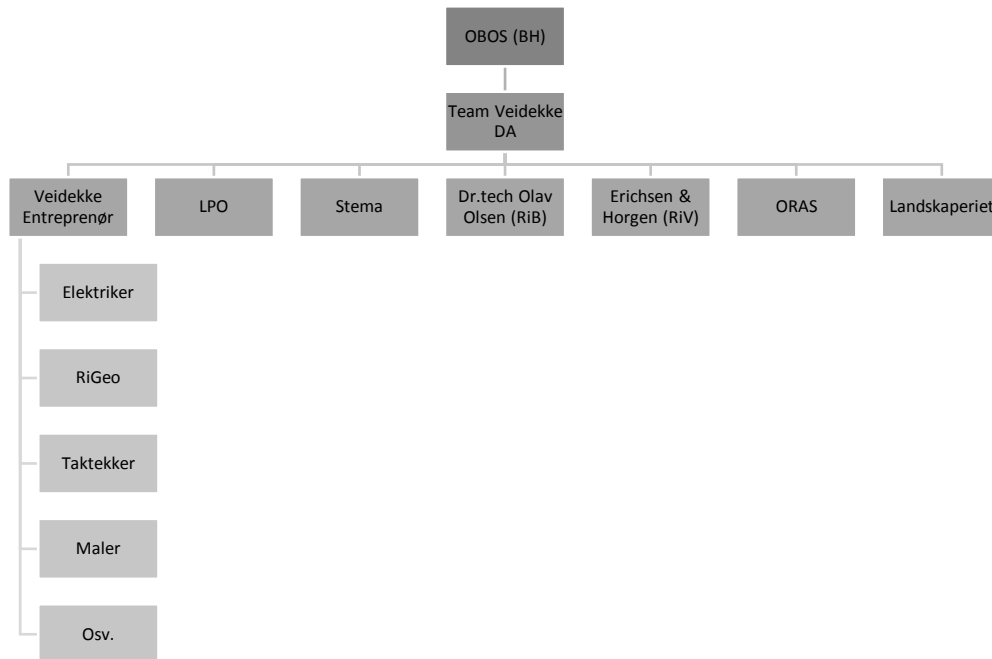 OBOS (BH)
Team Veidekke
DA
Veidekke
Entreprenør
LPO
Stema
Dr.tech Olav
Olsen (RiB)
Erichsen &
Horgen (RiV)
ORAS
Landskaperiet
Elektriker
RiGeo
Taktekker
Maler
Osv.